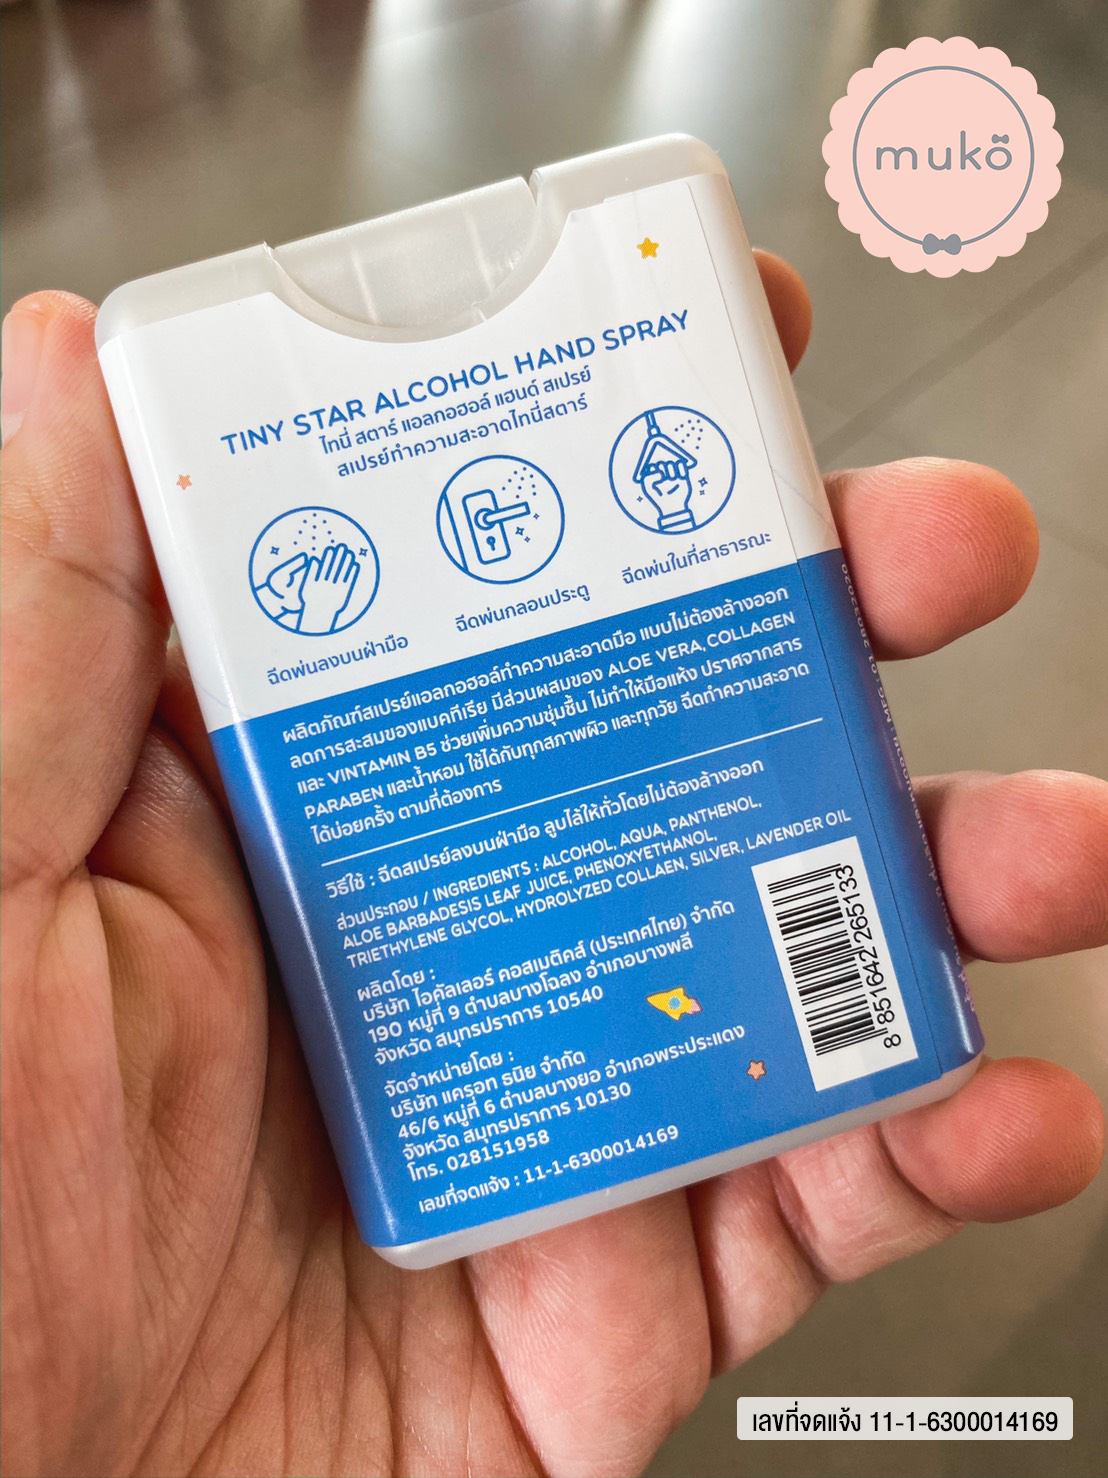 mukö
TINY STAR ALCOHOL HAND SPRAY
ไทนี่ สตาร์ แอลกอฮอล์ แฮนด์ สเปรย์
สเปรย์ทำความสะอาดไทนี่สตาร์
ฉีดพ่นลงบนฝ่ามือ
ฉีดพ่นกลอนประตู
ฉีดพ่นในที่สาธารณะ
ผลิตภัณฑ์สเปรย์แอลกอฮอล์ทำความสะอาดมือ แบบไม่ต้องล้างออก
ลดการสะสมของแบคทีเรีย มีส่วนผสมของ ALOE VERA, COLLAGEN
และ VINTAMIN B5 ช่วยเพิ่มความชุ่มชื้น ไม่ทำให้มือแห้ง ปราศจากสาร
PARABEN และน้ำหอม ใช้ได้กับทุกสภาพผิว และทุกวัย ฉีดทำความสะอาด
ได้บ่อยครั้ง ตามที่ต้องการ
วิธีใช้ : ฉีดสเปรย์ลงบนฝ่ามือ ลูบไล้ให้ทั่วโดยไม่ต้องล้างออก
ส่วนประกอบ / INGREDIENTS : ALCOHOL, AQUA, PANTHENOL,
ALOE BARBADESIS LEAF JUICE, PHENOXYETHANOL,
TRIETHYLENE GLYCOL, HYDROLYZED COLLAEN, SILVER, LAVENDER OIL
ผลิตโดย :
บริษัท ไอคัลเลอร์ คอสเมติคส์ (ประเทศไทย) จำกัด
190 หมู่ที่ 9 ตำบลบางโฉลง อำเภอบางพลี
จังหวัด สมุทรปราการ 10540
จัดจำหน่ายโดย :
บริษัท แครอท ธนิย จำกัด
46/6 หมู่ที่ 6 ตำบลบางยอ อำเภอพระประแดง
จังหวัด สมุทรปราการ 10130
โทร. 028151958
เลขที่จดแจ้ง : 11-1-6300014169
8 851642 265133
เลขที่จดแจ้ง 11-1-6300014169